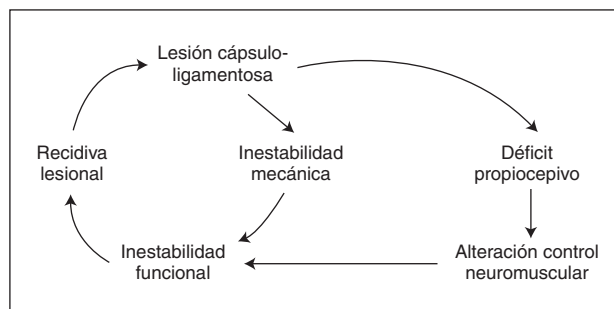 Lesión cápsulo-
ligamentosa
Recidiva
lesional
Inestabilidad
mecánica
Déficit
propiocepivo
Inestabilidad
funcional
Alteración control
neuromuscular